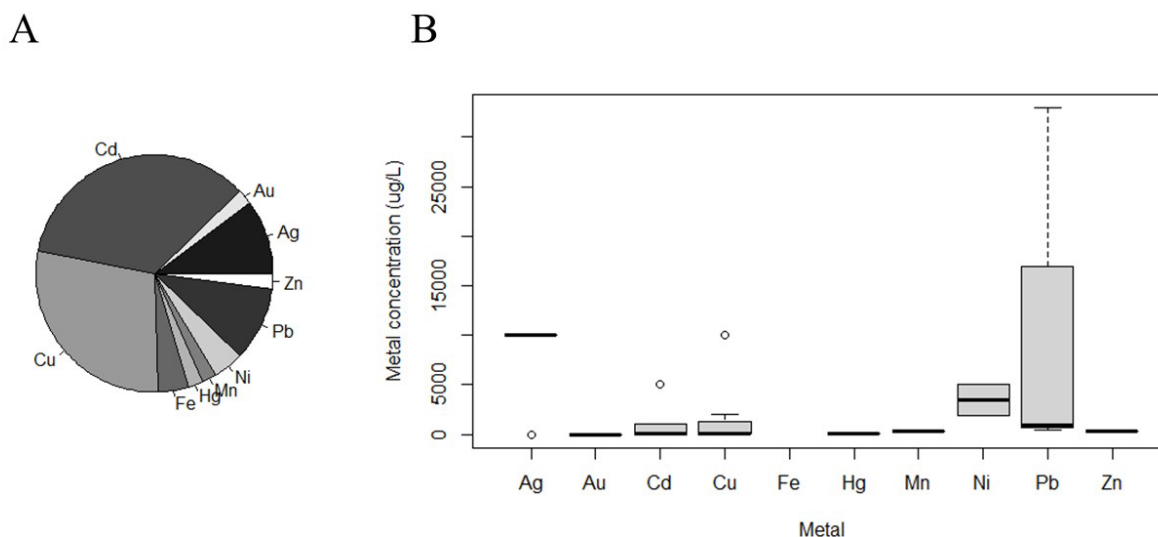 A
B
Cd
Au
Ag
Zn
Pb
Ni
Mn
Hg
Fe
Cu
Metal concentration (ug/L)
25000
15000
5000
0
Ag Au Cd Cu Fe Hg Mn Ni Pb Zn
Metal